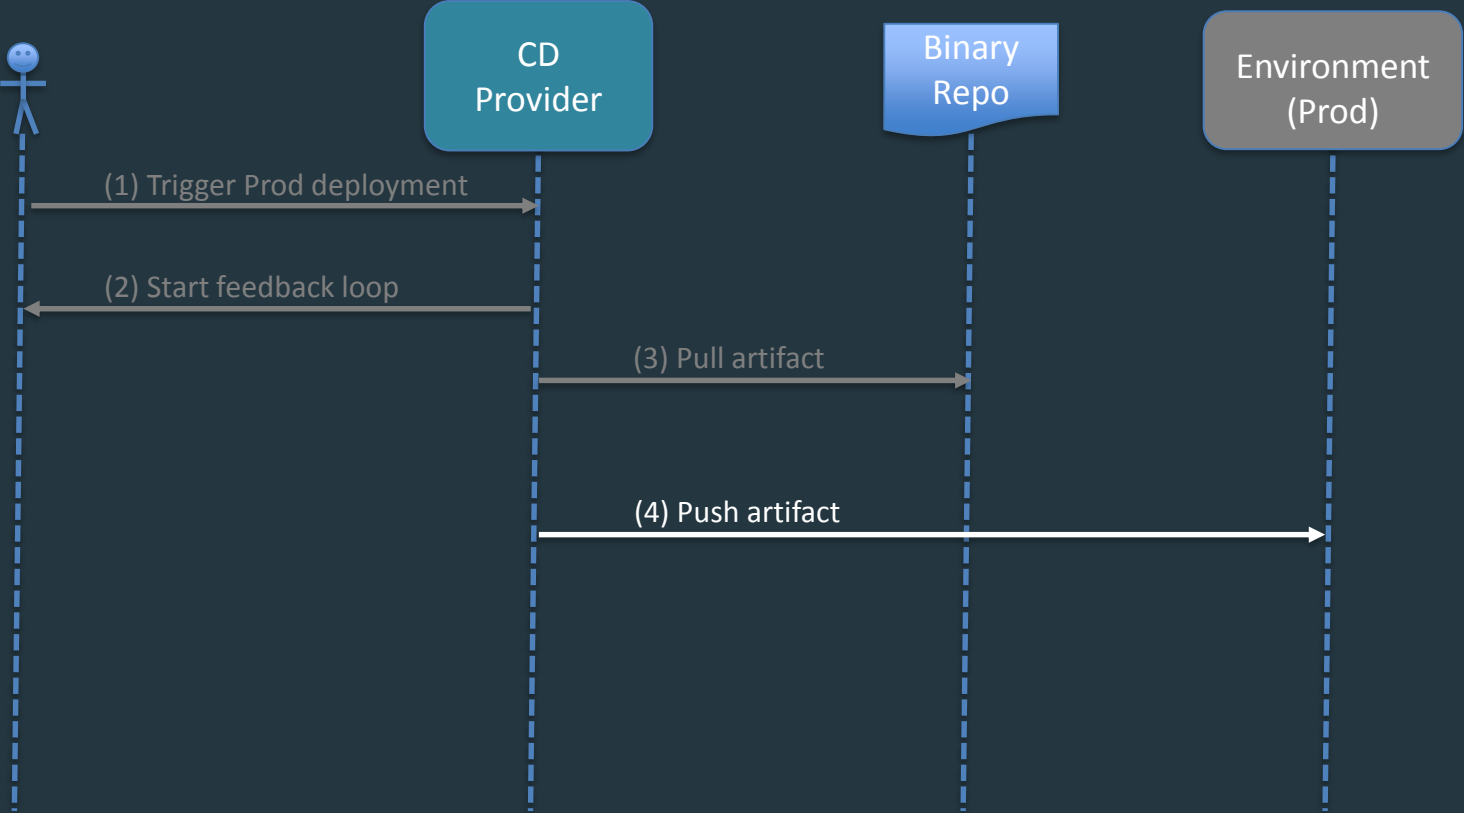 CD
Provider
Binary
Repo
Environment
(Prod)
(1) Trigger Prod deployment
(2) Start feedback loop
(3) Pull artifact
(4) Push artifact